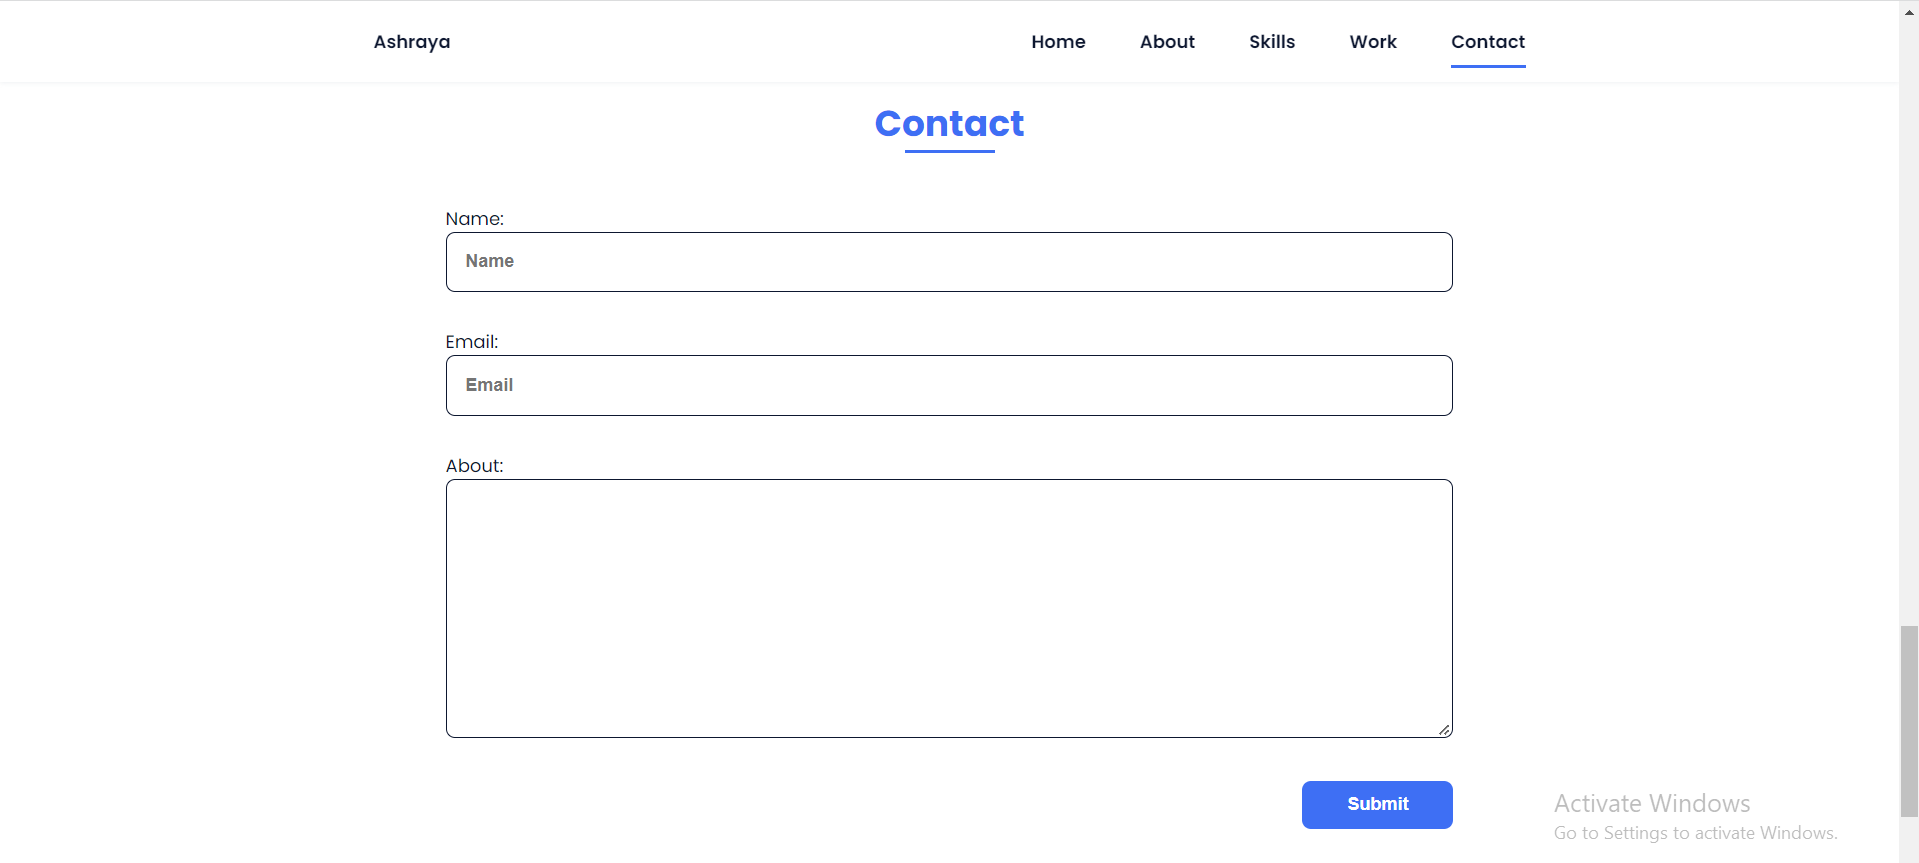 Ashraya Home About Skills Work Contact
Contact
Name:
Name
Email:
Email
About:
Submit
Activate Windows
Go to Settings to activate Windows.